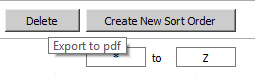 Delete Create New Sort Order
Export to pdf
* to Z